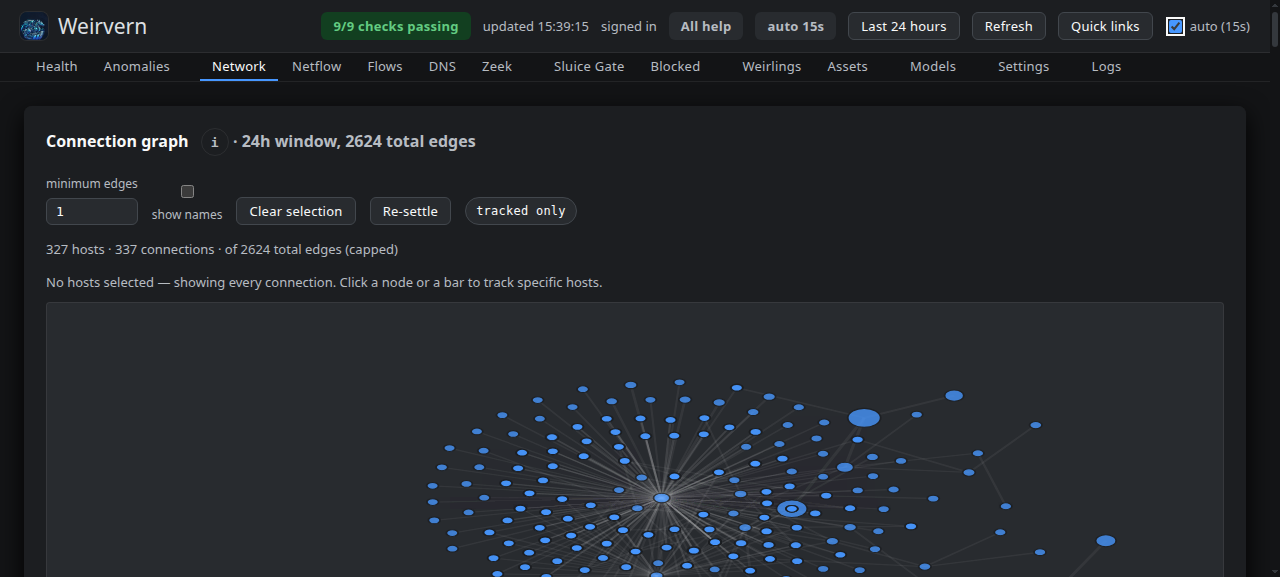 Weirvern 9/9 checks passing updated 15:39:15 signed in All help auto 15s Last 24 hours Refresh Quick links auto (15s)
Health Anomalies Network Netflow Flows DNS Zeek Sluice Gate Blocked Weirlings Assets Models Settings Logs
Connection graph i · 24h window, 2624 total edges
minimum edges
1 show names Clear selection Re-settle tracked only
327 hosts · 337 connections · of 2624 total edges (capped)
No hosts selected — showing every connection. Click a node or a bar to track specific hosts.